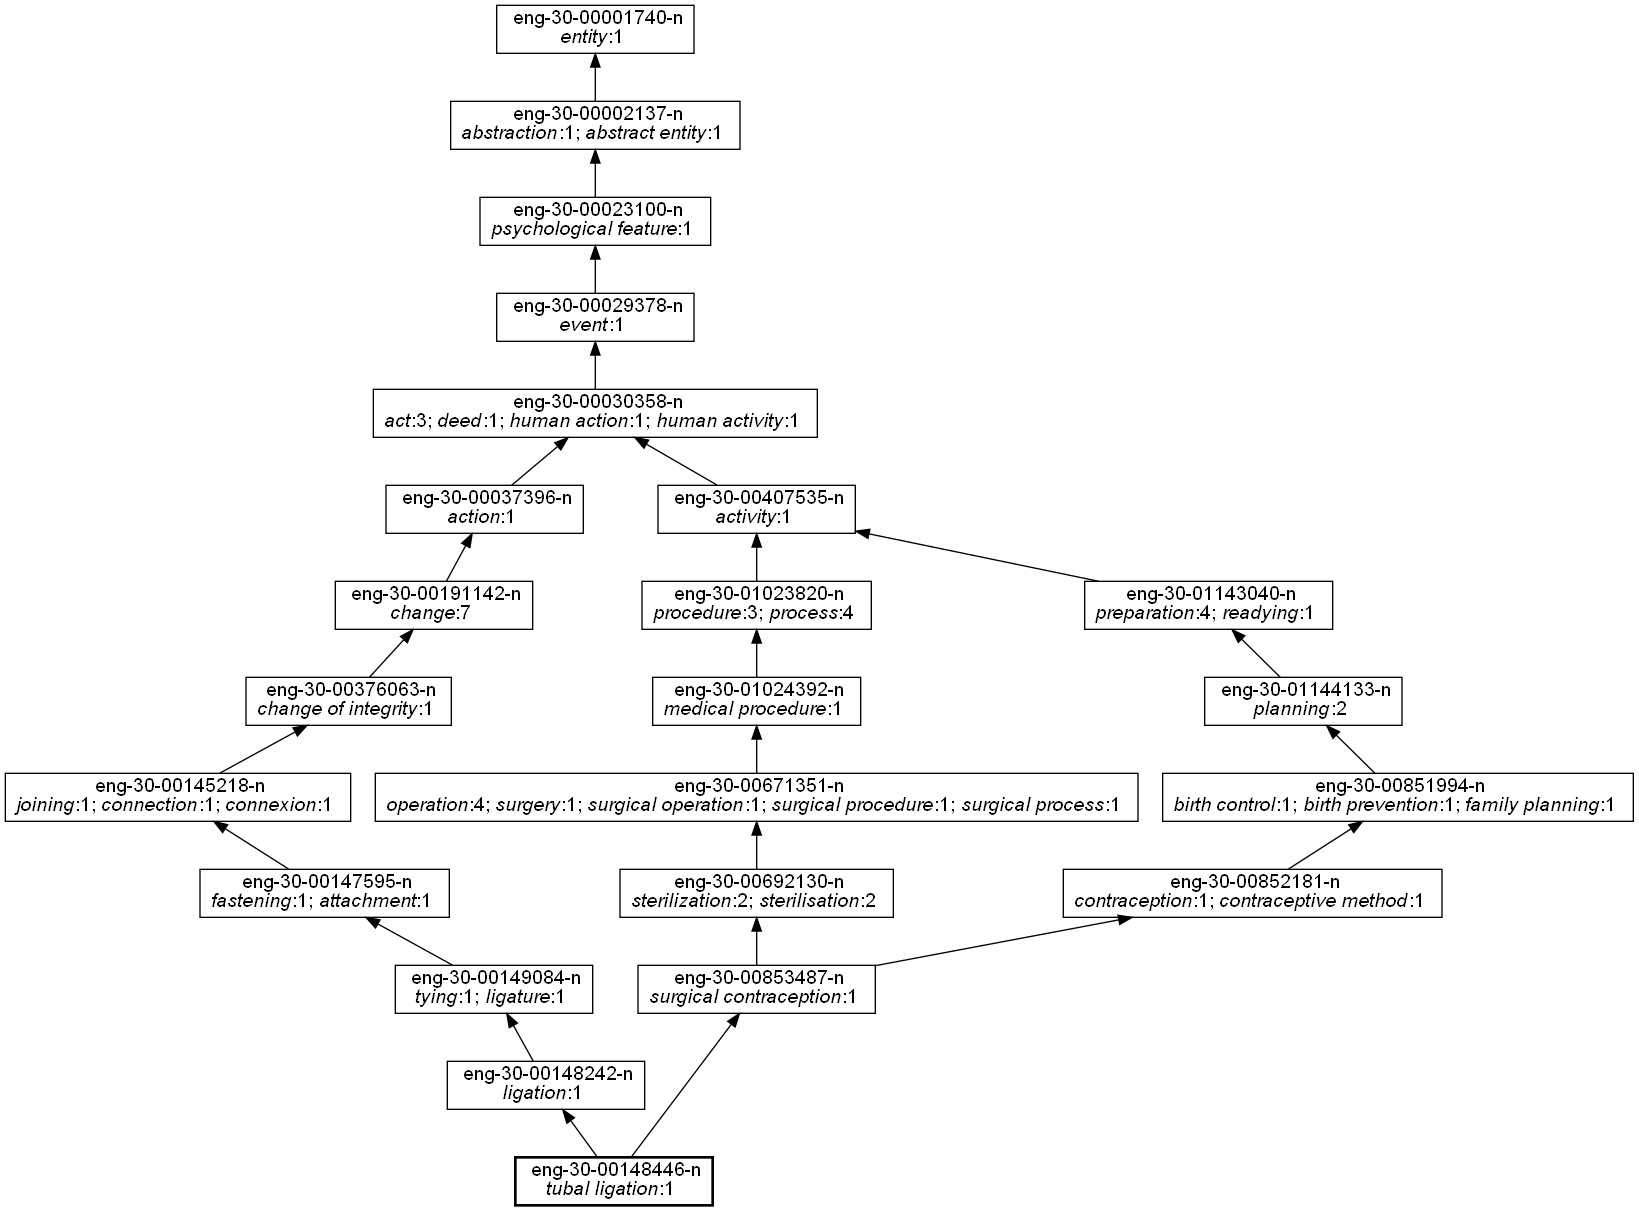 eng-30-00001740-n
entity:1
eng-30-00002137-n
abstraction:1; abstract entity:1
eng-30-00023100-n
psychological feature:1
eng-30-00029378-n
event:1
eng-30-00030358-n
act:3; deed:1; human action:1; human activity:1
eng-30-00037396-n
action:1
eng-30-00407535-n
activity:1
eng-30-00191142-n
change:7
eng-30-01023820-n
procedure:3; process:4
eng-30-01143040-n
preparation:4; readying:1
eng-30-00376063-n
change of integrity:1
eng-30-01024392-n
medical procedure:1
eng-30-01144133-n
planning:2
eng-30-00145218-n
joining:1; connection:1; connexion:1
eng-30-00671351-n
operation:4; surgery:1; surgical operation:1; surgical procedure:1; surgical process:1
eng-30-00851994-n
birth control:1; birth prevention:1; family planning:1
eng-30-00147595-n
fastening:1; attachment:1
eng-30-00692130-n
sterilization:2; sterilisation:2
eng-30-00852181-n
contraception:1; contraceptive method:1
eng-30-00149084-n
tying:1; ligature:1
eng-30-00853487-n
surgical contraception:1
eng-30-00148242-n
ligation:1
eng-30-00148446-n
tubal ligation:1